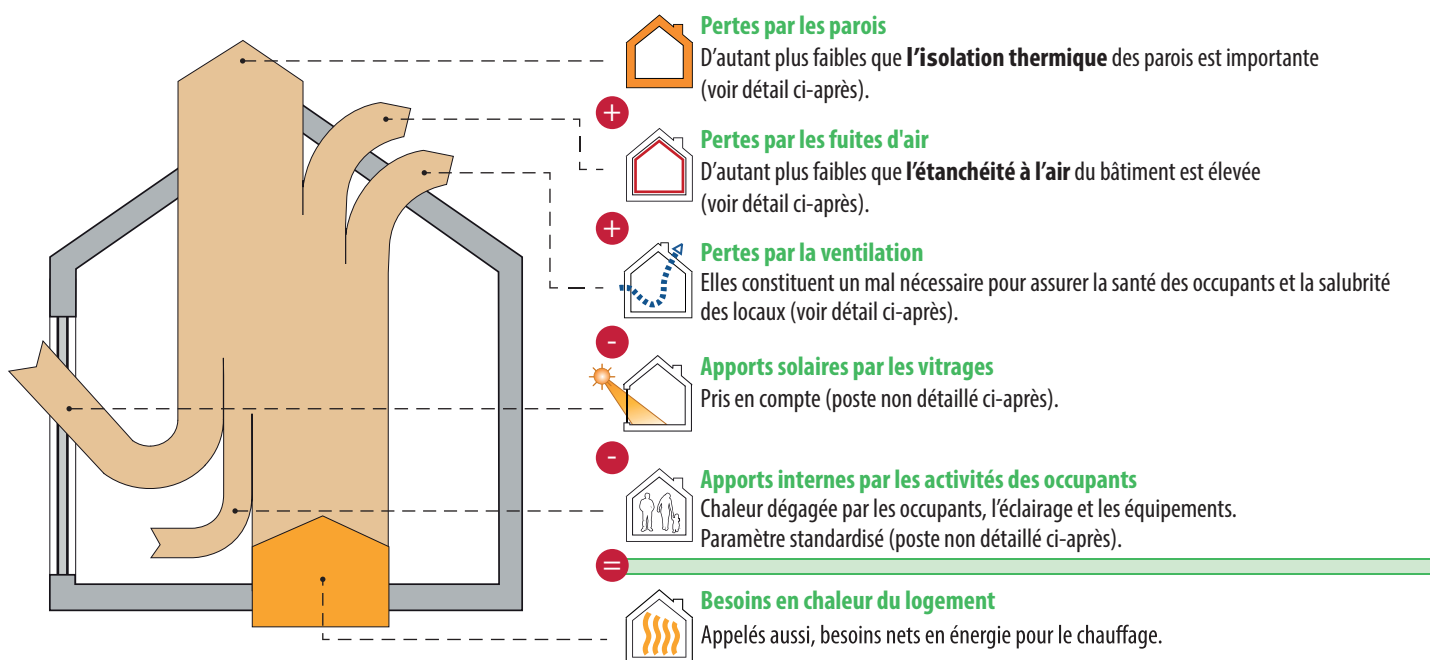 Pertes par les parois
D'autant plus faibles que l'isolation thermique des parois est importante
(voir détail ci-après).
+
Pertes par les fuites d'air
D'autant plus faibles que l'étanchéité à l'air du bâtiment est élevée
(voir détail ci-après).
+
Pertes par la ventilation
Elles constituent un mal nécessaire pour assurer la santé des occupants et la salubrité
des locaux (voir détail ci-après).
-
Apports solaires par les vitrages
Pris en compte (poste non détaillé ci-après).
-
Apports internes par les activités des occupants
Chaleur dégagée par les occupants, l'éclairage et les équipements.
Paramètre standardisé (poste non détaillé ci-après).
=
Besoins en chaleur du logement
Appelés aussi, besoins nets en énergie pour le chauffage.